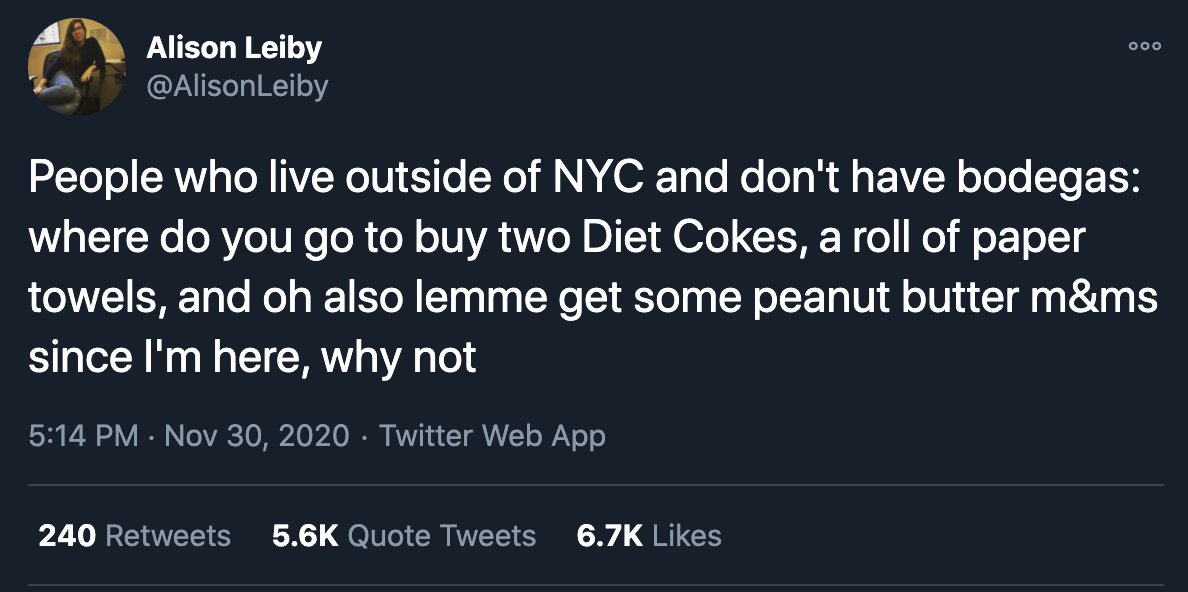 Alison Leiby
@AlisonLeiby
People who live outside of NYC and don't have bodegas:
where do you go to buy two Diet Cokes, a roll of paper
towels, and oh also lemme get some peanut butter m&ms
since I'm here, why not
5:14 PM · Nov 30, 2020 · Twitter Web App
240 Retweets 5.6K Quote Tweets 6.7K Likes